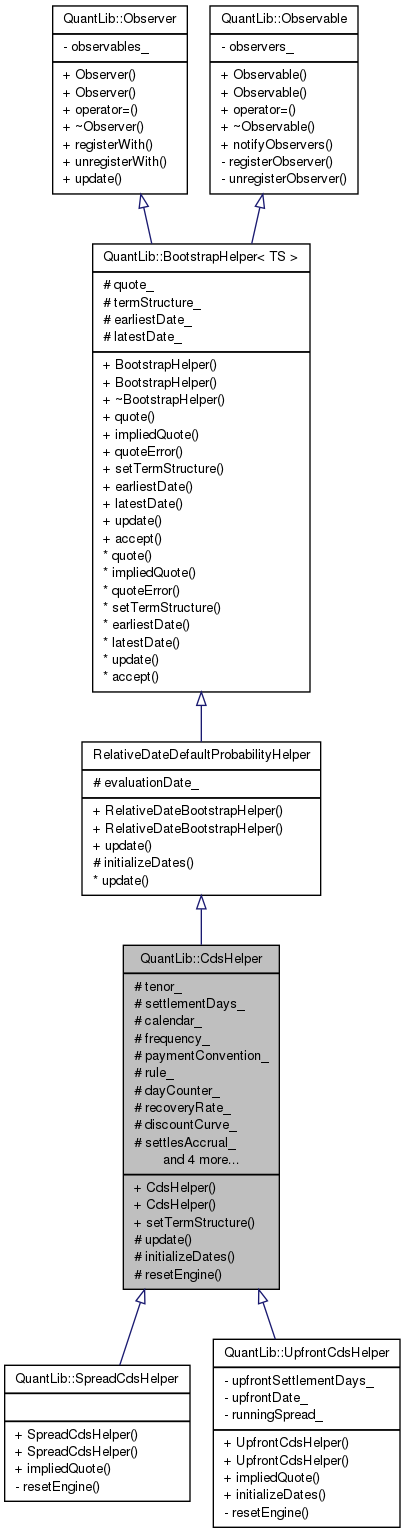 QuantLib::Observer
- observables_
+ Observer()
+ Observer()
+ operator=()
+ ~Observer()
+ registerWith()
+ unregisterWith()
+ update()
QuantLib::Observable
- observers_
+ Observable()
+ Observable()
+ operator=()
+ ~Observable()
+ notifyObservers()
- registerObserver()
- unregisterObserver()
QuantLib::BootstrapHelper< TS >
# quote_
# termStructure_
# earliestDate_
# latestDate_
+ BootstrapHelper()
+ BootstrapHelper()
+ ~BootstrapHelper()
+ quote()
+ impliedQuote()
+ quoteError()
+ setTermStructure()
+ earliestDate()
+ latestDate()
+ update()
+ accept()
* quote()
* impliedQuote()
* quoteError()
* setTermStructure()
* earliestDate()
* latestDate()
* update()
* accept()
RelativeDateDefaultProbabilityHelper
# evaluationDate_
+ RelativeDateBootstrapHelper()
+ RelativeDateBootstrapHelper()
+ update()
# initializeDates()
* update()
QuantLib::CdsHelper
# tenor_
# settlementDays_
# calendar_
# frequency_
# paymentConvention_
# rule_
# dayCounter_
# recoveryRate_
# discountCurve_
# settlesAccrual_
and 4 more...
+ CdsHelper()
+ CdsHelper()
+ setTermStructure()
# update()
# initializeDates()
# resetEngine()
QuantLib::SpreadCdsHelper
+ SpreadCdsHelper()
+ SpreadCdsHelper()
+ impliedQuote()
- resetEngine()
QuantLib::UpfrontCdsHelper
- upfrontSettlementDays_
- upfrontDate_
- runningSpread_
+ UpfrontCdsHelper()
+ UpfrontCdsHelper()
+ impliedQuote()
+ initializeDates()
- resetEngine()